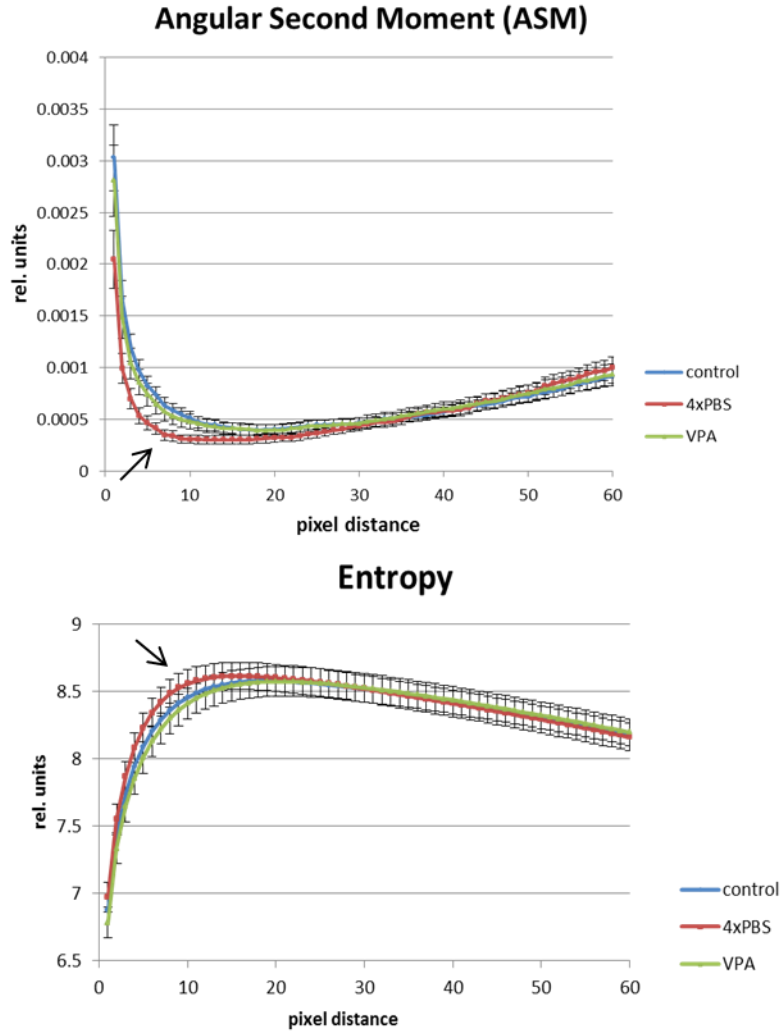 Angular Second Moment (ASM)
0.004
0.0035
0.003
0.0025
0.002
0.0015
0.001
0.0005
0
rel. units
0 10 20 30 40 50 60
pixel distance
control
4xPBS
VPA
Entropy
9
8.5
8
7.5
7
6.5
rel. units
0 10 20 30 40 50 60
pixel distance
control
4xPBS
VPA